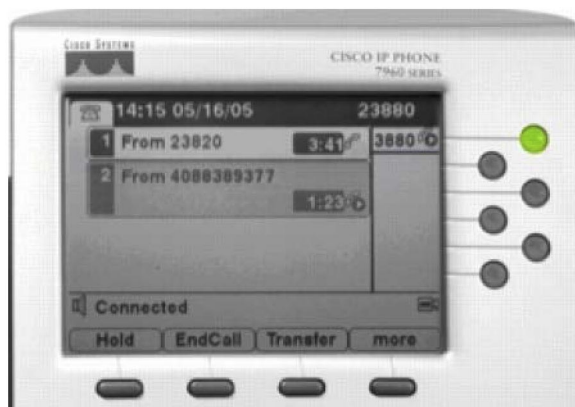 CISCO SYSTEMS
CISCO IP PHONE
7960 SERIES
14:15 05/16/05 23880
1 From 23820 3:41 3880
2 From 4088389377
1:23
Connected
Hold EndCall Transfer more